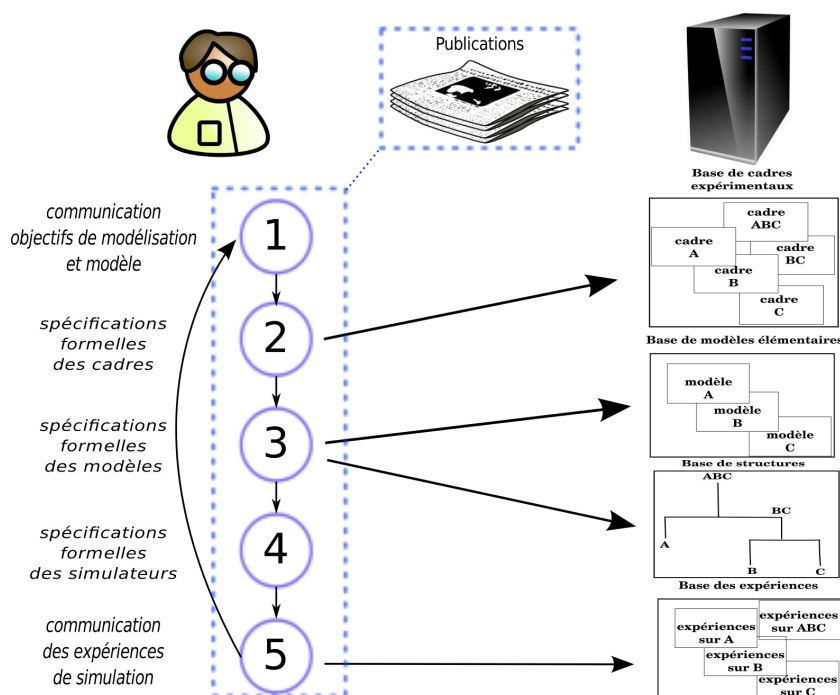 Publications
Base de cadres
expérimentaux
communication
objectifs de modélisation
et modèle
1
cadre
ABC
cadre
A
cadre
BC
cadre
B
cadre
C
spécifications
formelles
des cadres
2
Base de modèles élémentaires
modèle
A
modèle
B
modèle
C
spécifications
formelles
des modèles
3
Base de structures
ABC
BC
A
B
C
spécifications
formelles
des simulateurs
4
Base des expériences
communication
des expériences
de simulation
5
expériences
sur A
expériences
sur ABC
expériences
sur B
expériences
sur C